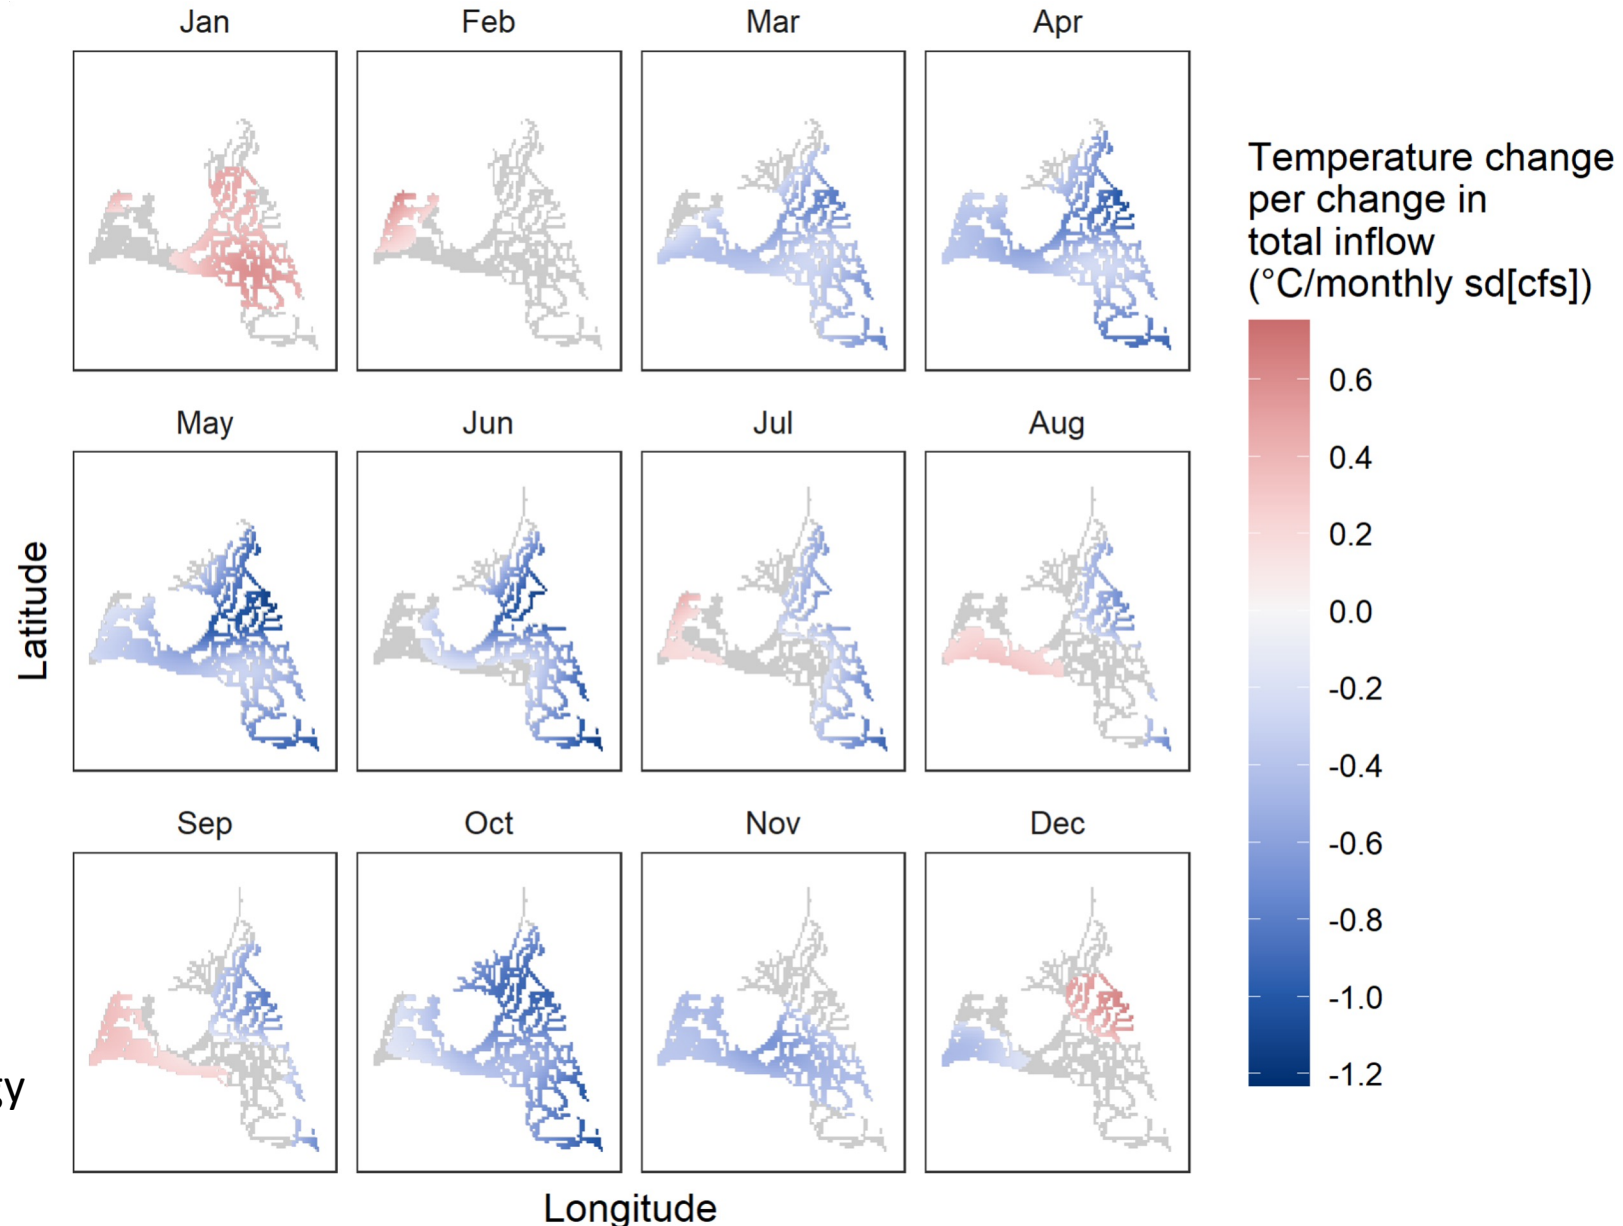 Jan Feb Mar Apr
May Jun Jul Aug
Sep Oct Nov Dec
Latitude
Longitude
Temperature change
per change in
total inflow
(°C/monthly sd[cfs])
0.6
0.4
0.2
0.0
-0.2
-0.4
-0.6
-0.8
-1.0
-1.2